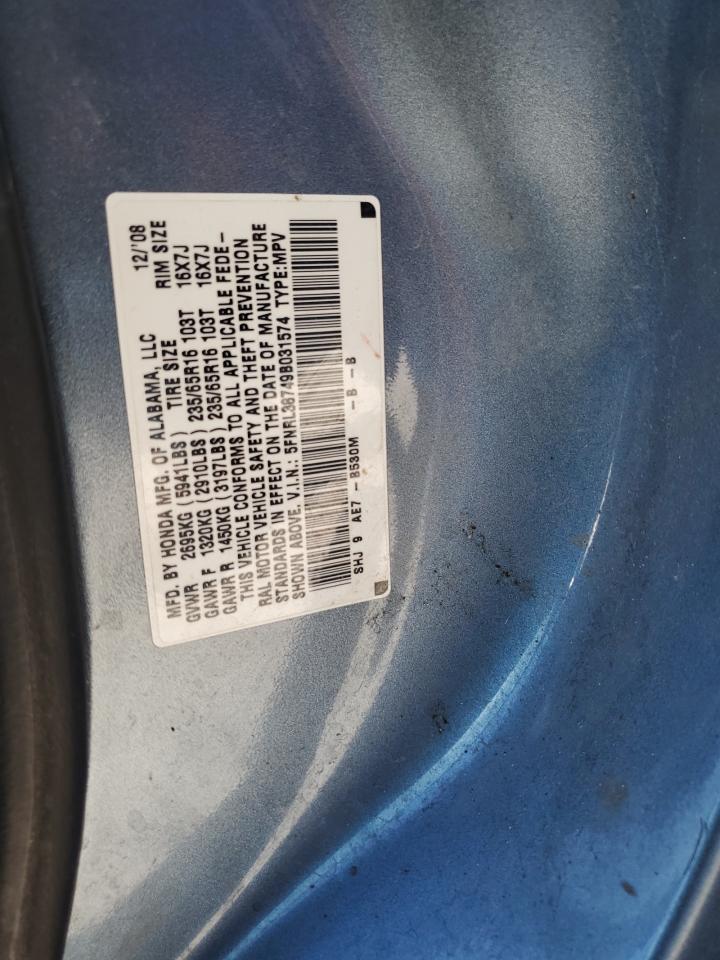 MFD. BY HONDA MFG. OF ALABAMA, LLC 12/'08
GVWR 2695KG (5941LBS) TIRE SIZE RIM SIZE
GAWR F 1320KG (2910LBS) 235/65R16 103T 16X7J
GAWR R 1450KG (3197LBS) 235/65R16 103T 16X7J
THIS VEHICLE CONFORMS TO ALL APPLICABLE FEDE-
RAL MOTOR VEHICLE SAFETY AND THEFT PREVENTION
STANDARDS IN EFFECT ON THE DATE OF MANUFACTURE
SHOWN ABOVE. V.I.N.: 5FNRL38749B031574 TYPE:MPV
SHJ 9 AE7 - B530M - B - B